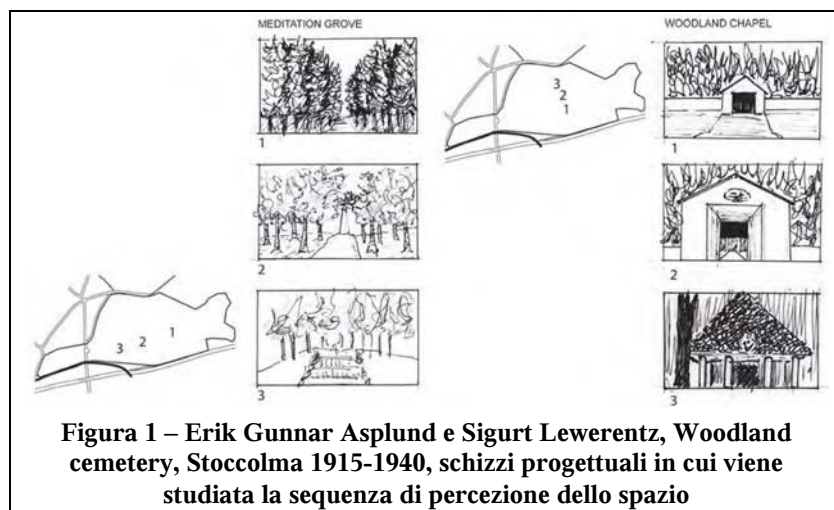 MEDITATION GROVE
1
2
3
3
2
1
WOODLAND CHAPEL
1
2
3
3
2
1
Figura 1 – Erik Gunnar Asplund e Sigurt Lewerentz, Woodland
cemetery, Stoccolma 1915-1940, schizzi progettuali in cui viene
studiata la sequenza di percezione dello spazio